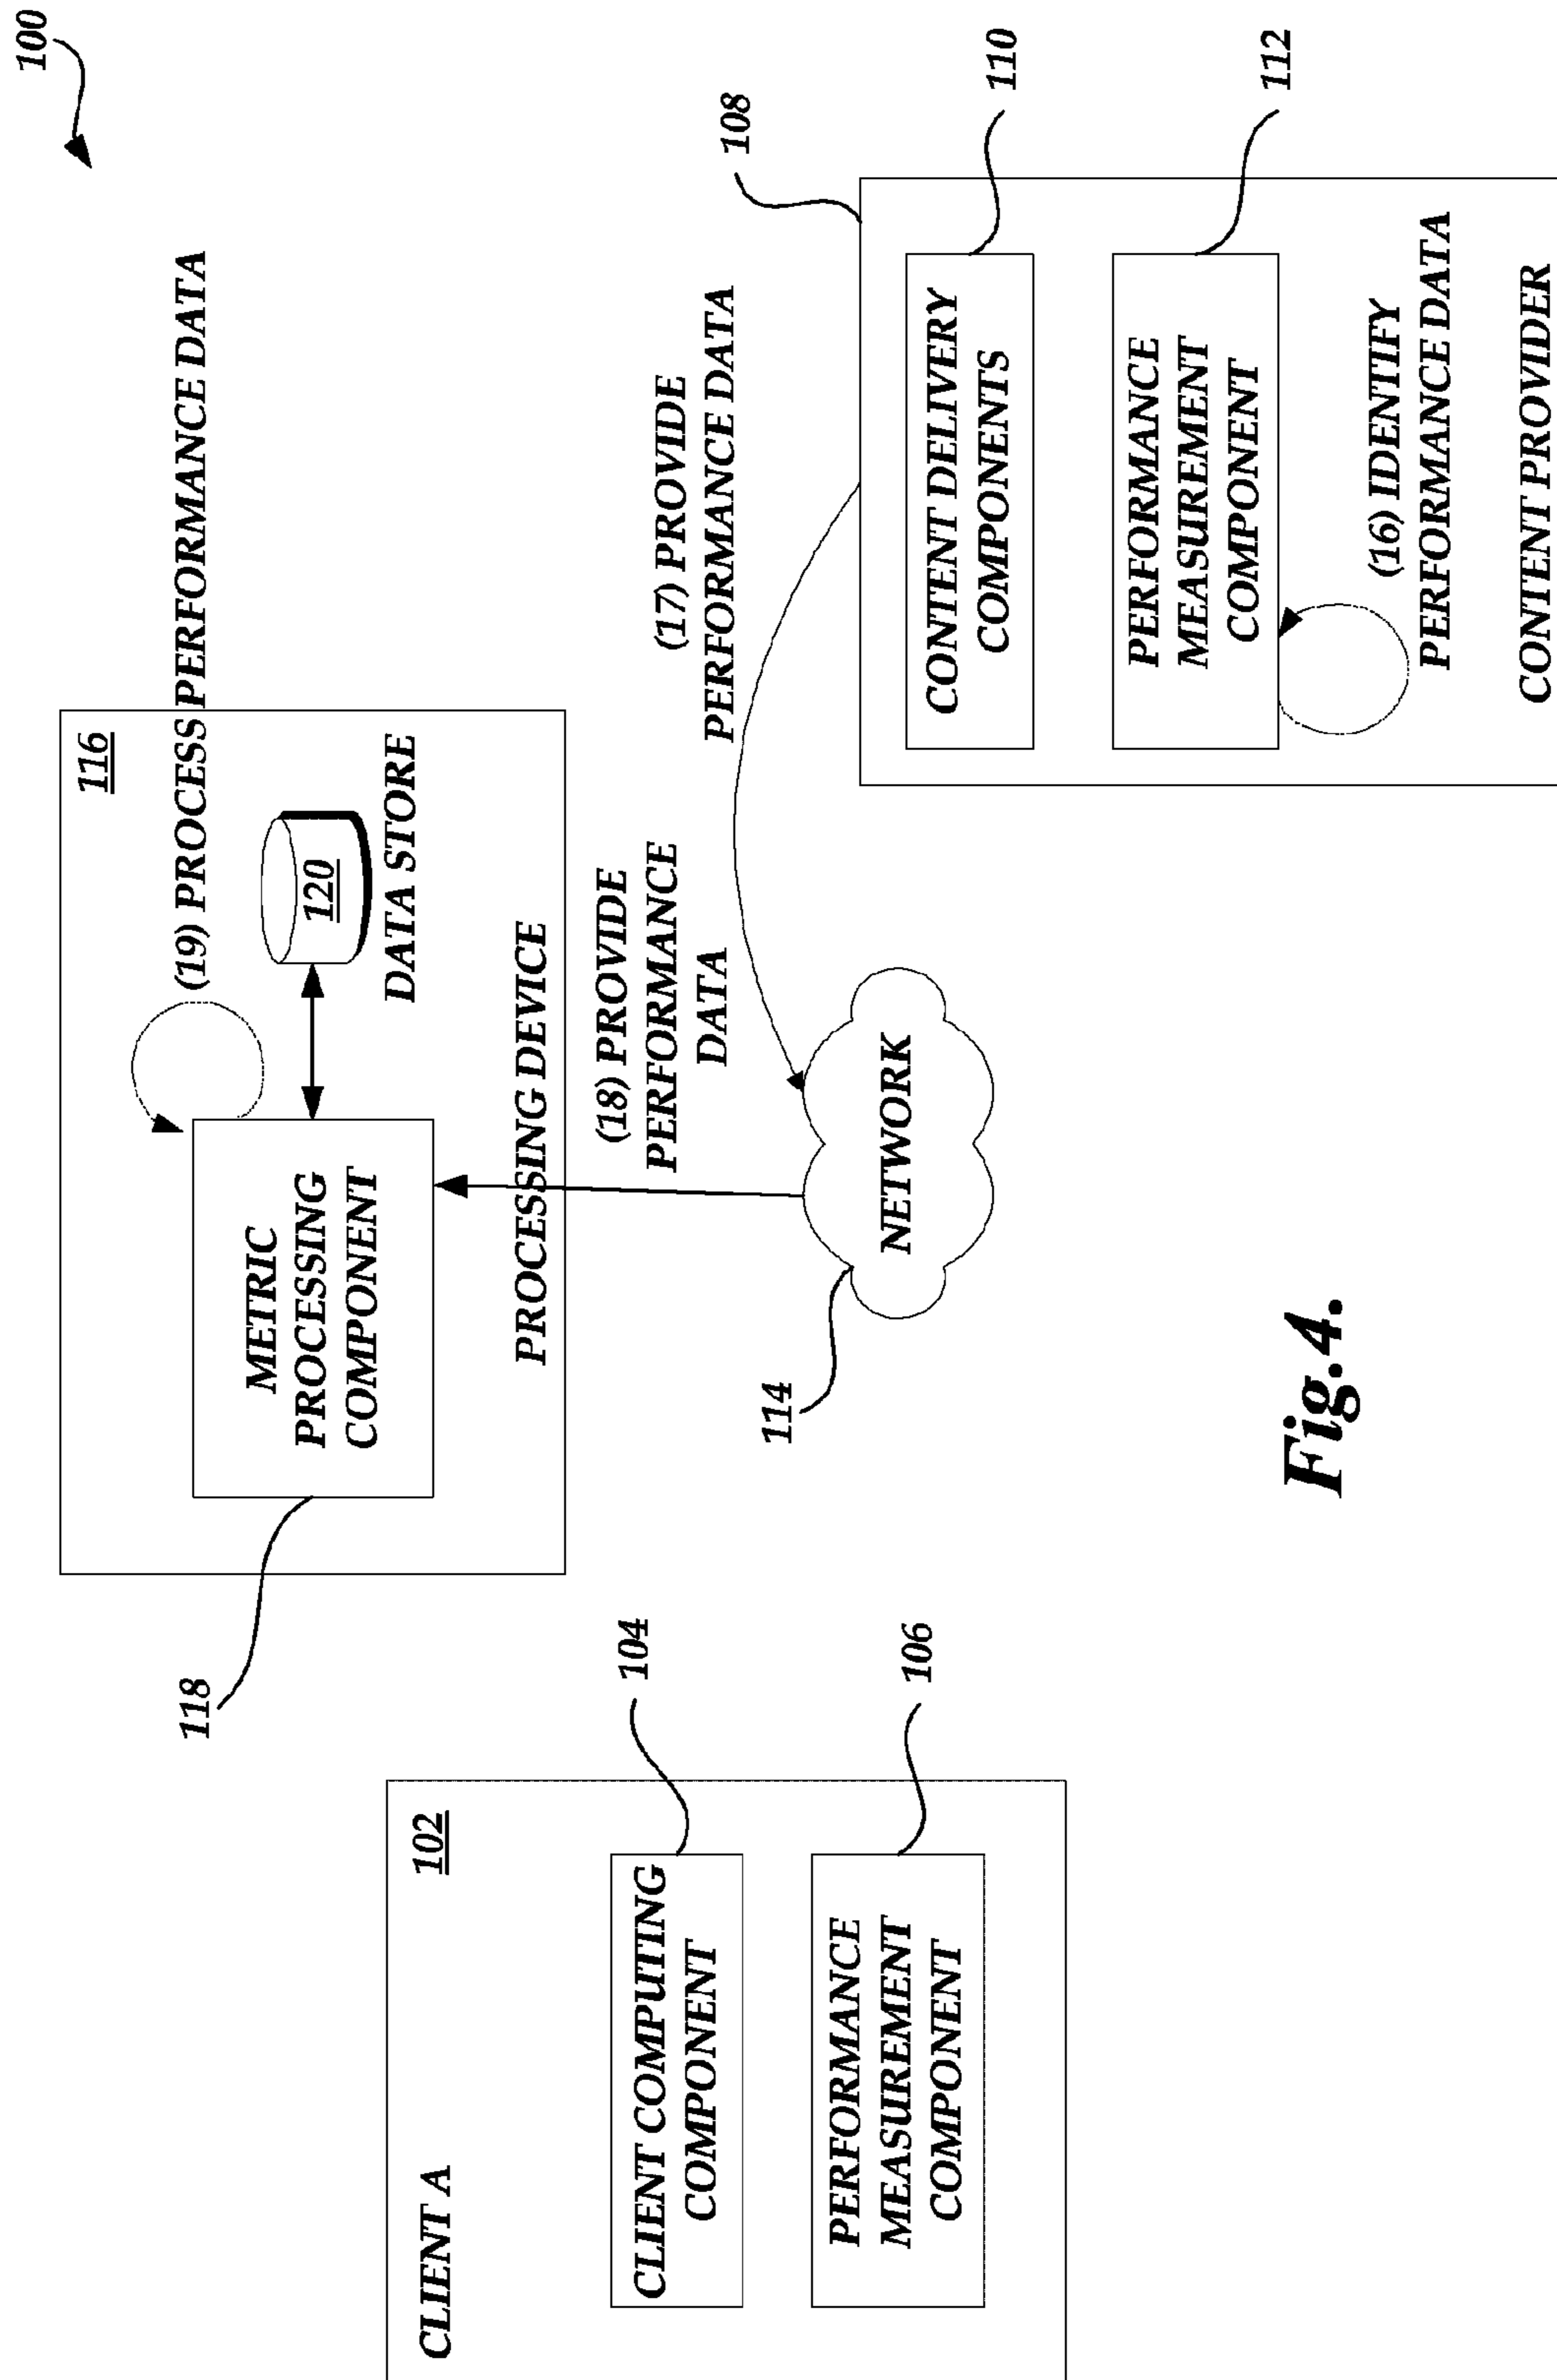 100
116
(19) PROCESS PERFORMANCE DATA
METRIC
PROCESSING
COMPONENT
120
DATA STORE
PROCESSING DEVICE
118
CLIENT A
102
CLIENT COMPUTING
COMPONENT
104
PERFORMANCE
MEASUREMENT
COMPONENT
106
(18) PROVIDE
PERFORMANCE
DATA
(17) PROVIDE
PERFORMANCE DATA
NETWORK
114
108
CONTENT DELIVERY
COMPONENTS
110
PERFORMANCE
MEASUREMENT
COMPONENT
112
(16) IDENTIFY
PERFORMANCE DATA
CONTENT PROVIDER
Fig.4.